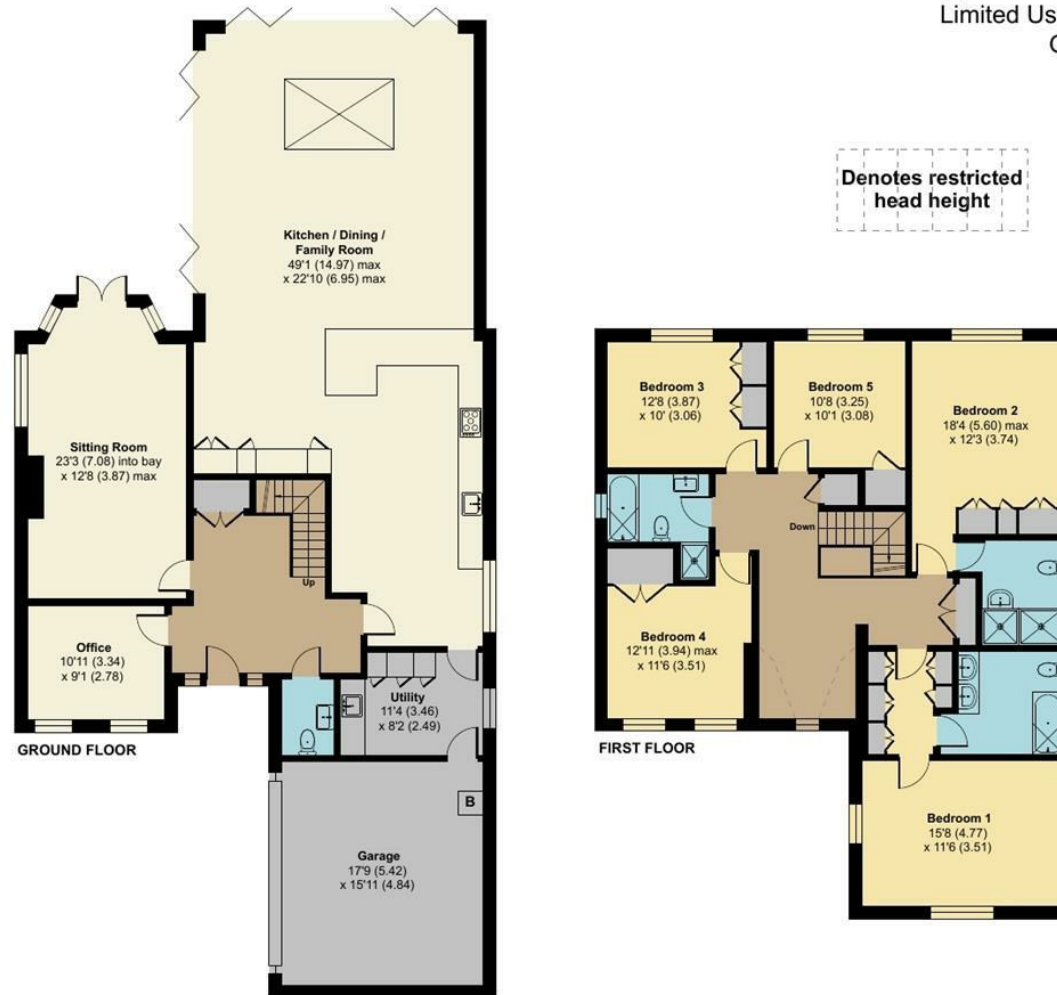 Limited Us
Denotes restricted
head height
Kitchen / Dining /
Family Room
49'1 (14.97) max
x 22'10 (6.95) max
Sitting Room
23'3 (7.08) into bay
x 12'8 (3.87) max
Up
Office
10'11 (3.34)
x 9'1 (2.78)
Utility
11'4 (3.46)
x 8'2 (2.49)
GROUND FLOOR
B
Garage
17'9 (5.42)
x 15'11 (4.84)
Bedroom 3
12'8 (3.87)
x 10' (3.06)
Bedroom 5
10'8 (3.25)
x 10'1 (3.08)
Bedroom 2
18'4 (5.60) max
x 12'3 (3.74)
Down
Bedroom 4
12'11 (3.94) max
x 11'6 (3.51)
FIRST FLOOR
Bedroom 1
15'8 (4.77)
x 11'6 (3.51)